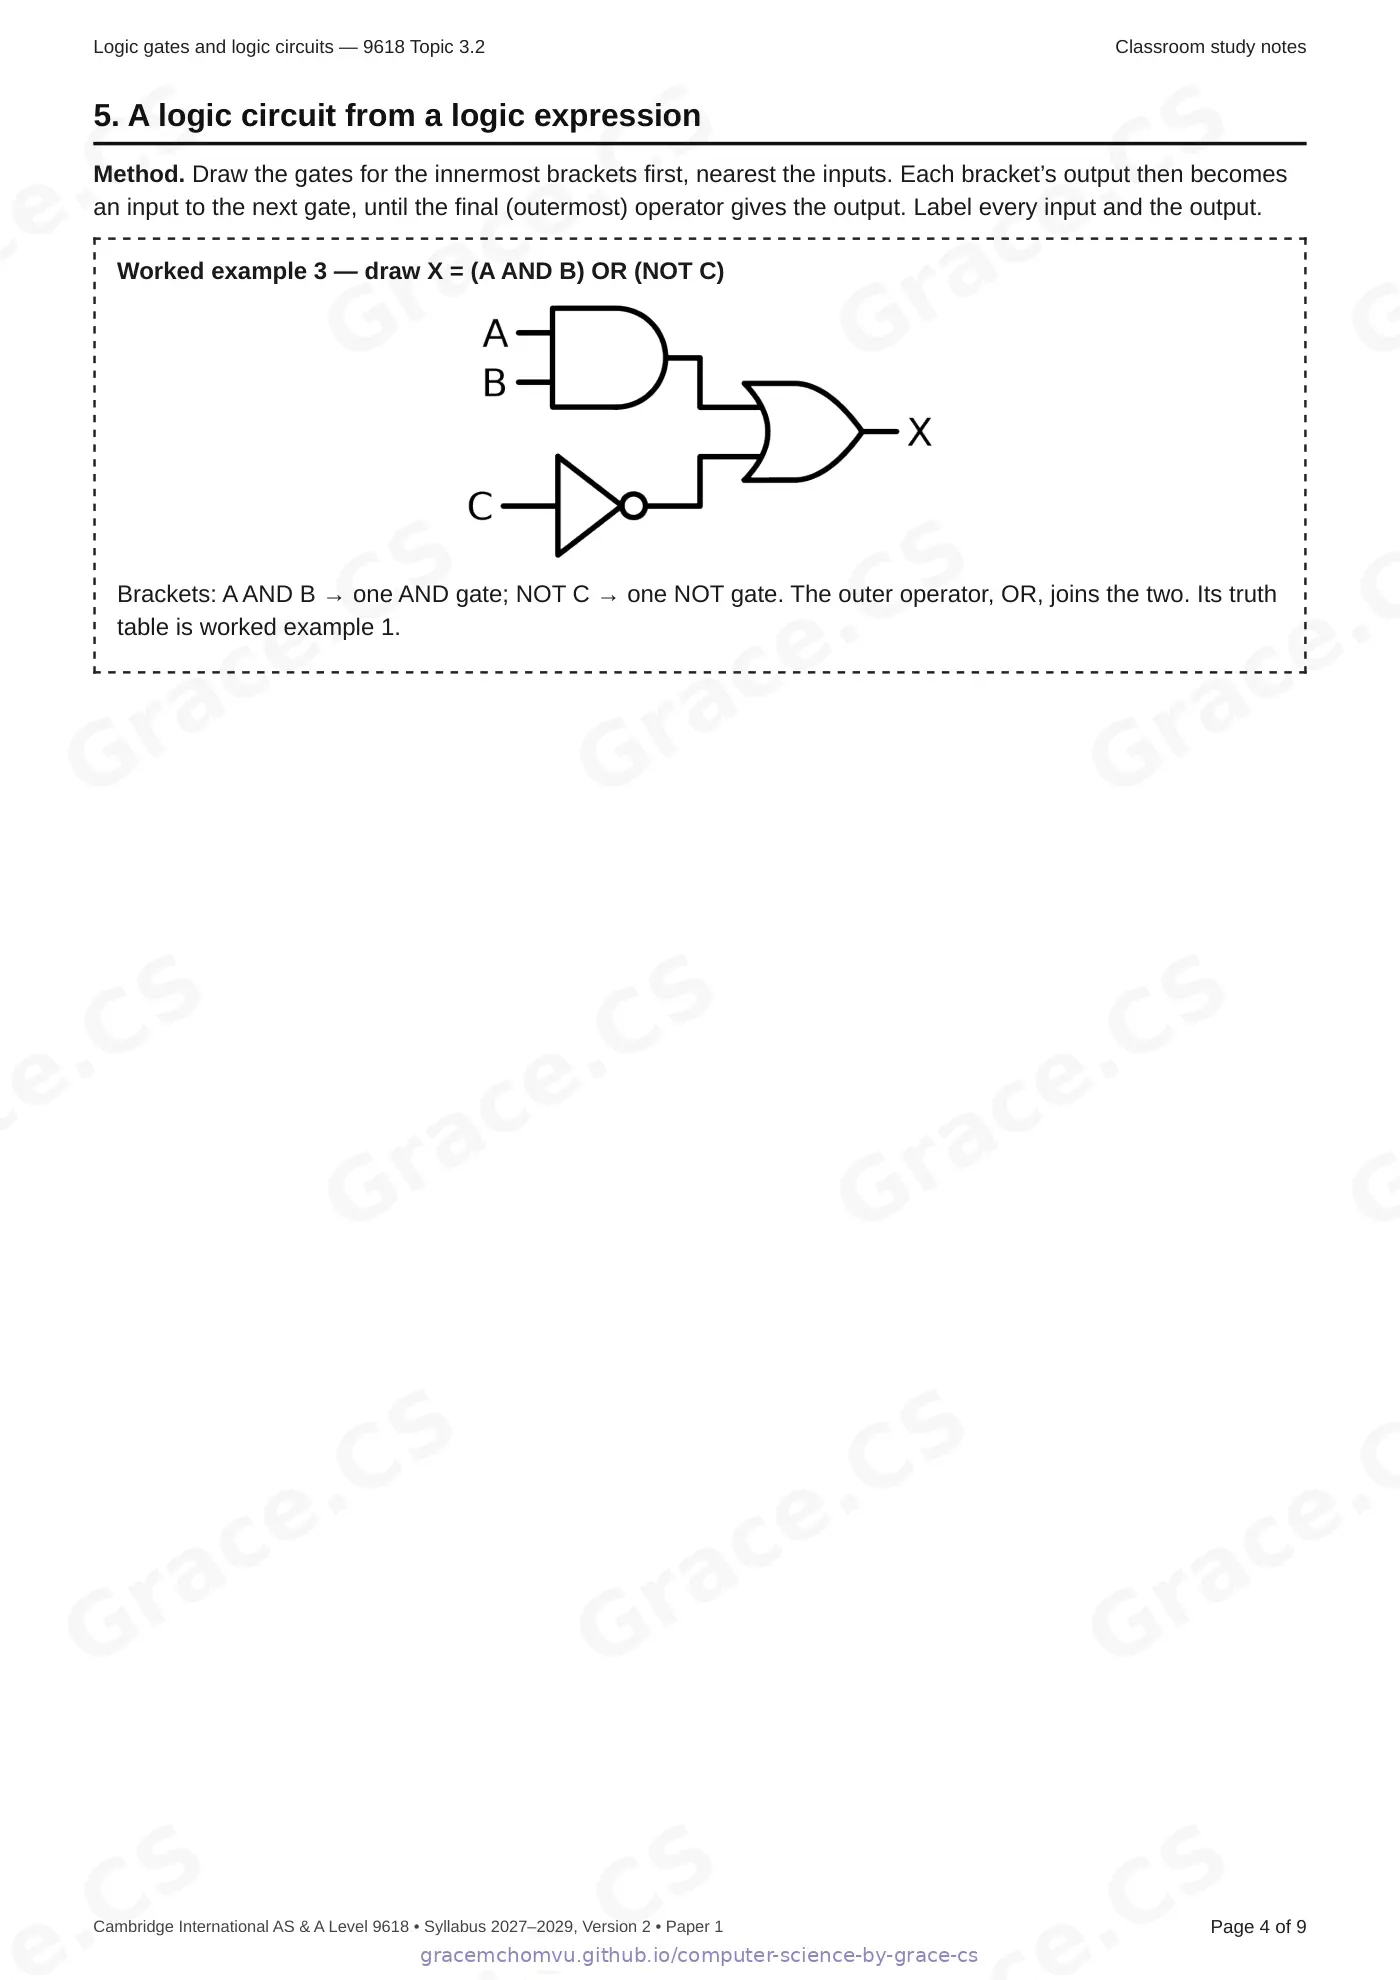 Logic gates and logic circuits — 9618 Topic 3.2
Classroom study notes
5. A logic circuit from a logic expression
Method. Draw the gates for the innermost brackets first, nearest the inputs. Each bracket’s output then becomes
an input to the next gate, until the final (outermost) operator gives the output. Label every input and the output.
Worked example 3 — draw X = (A AND B) OR (NOT C)
A
B
X
C
Brackets: A AND B → one AND gate; NOT C → one NOT gate. The outer operator, OR, joins the two. Its truth
table is worked example 1.
Cambridge International AS & A Level 9618 • Syllabus 2027–2029, Version 2 • Paper 1
Page 4 of 9
gracemchomvu.github.io/computer-science-by-grace-cs
Grace.CS